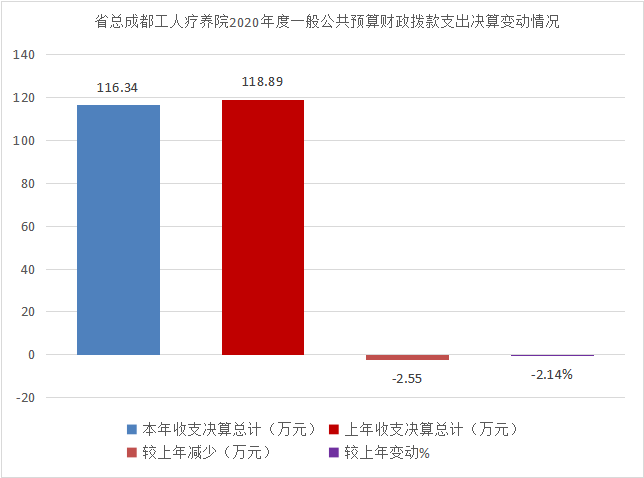 省总成都工人疗养院2020年度一般公共预算财政拨款支出决算变动情况
140
120
100
80
60
40
20
0
-20
116.34
118.89
-2.55
-2.14%
本年收支决算总计（万元）
上年收支决算总计（万元）
较上年减少（万元）
较上年变动%